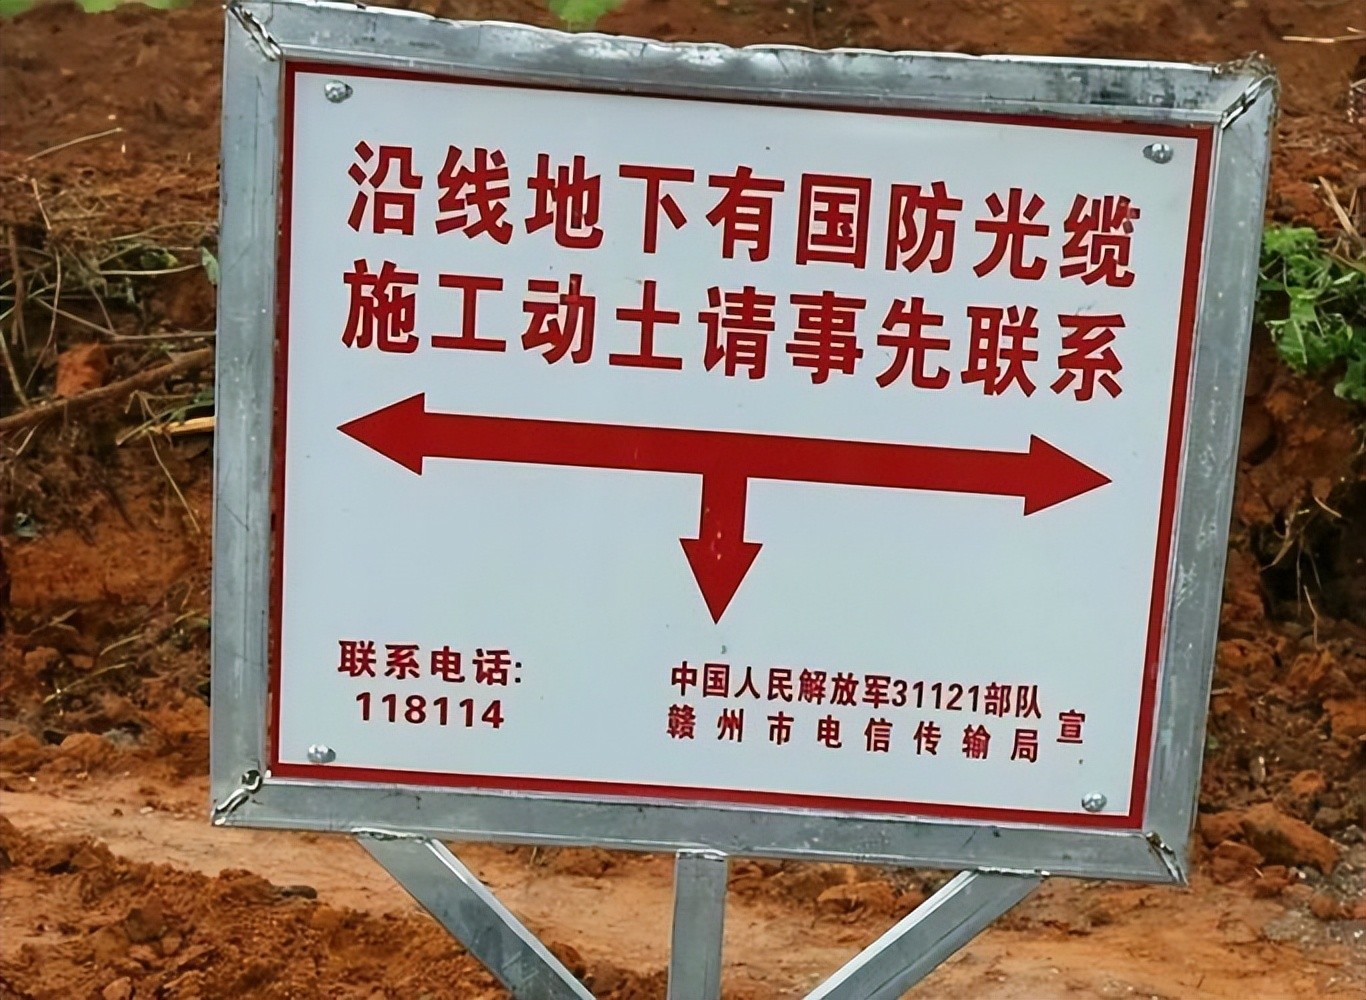 沿线地下有国防光缆
施工动土请事先联系
联系电话:
118114
中国人民解放军31121部队
赣州市电信传输局
宣